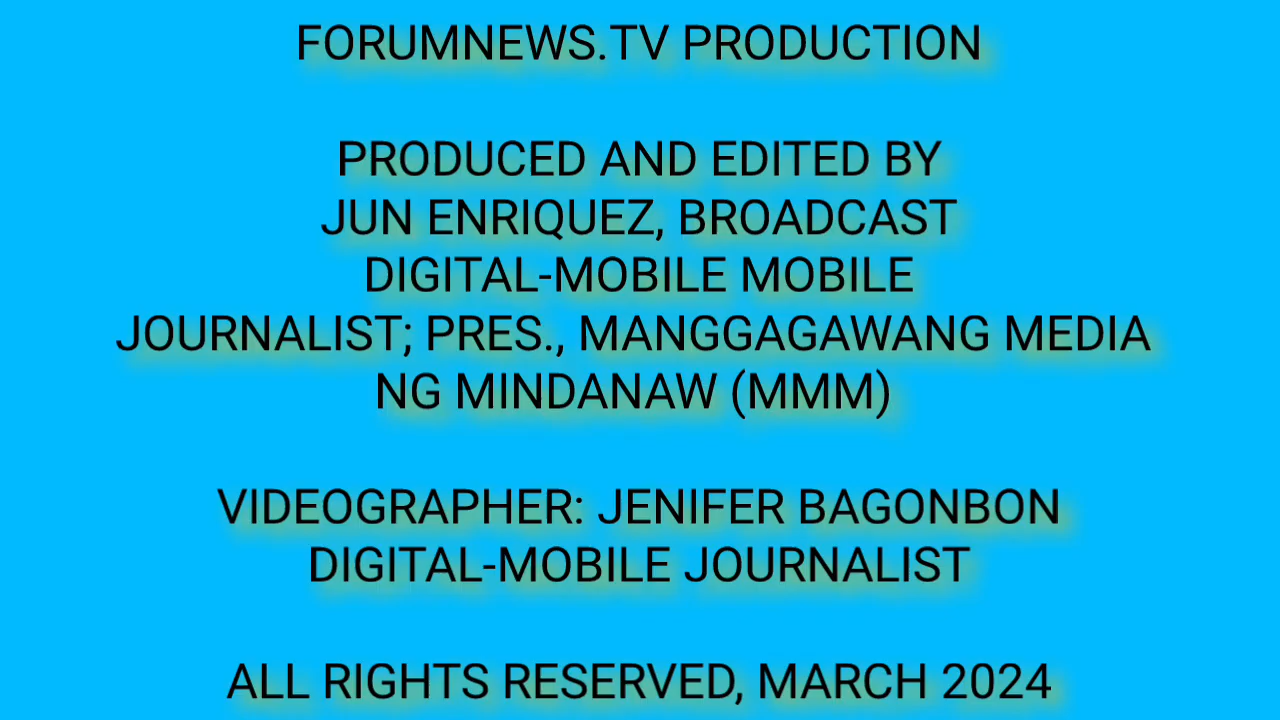 FORUMNEWS.TV PRODUCTION
PRODUCED AND EDITED BY
JUN ENRIQUEZ, BROADCAST
DIGITAL-MOBILE MOBILE
JOURNALIST; PRES., MANGGAGAWANG MEDIA
NG MINDANAW (MMM)
VIDEOGRAPHER: JENIFER BAGONBON
DIGITAL-MOBILE JOURNALIST
ALL RIGHTS RESERVED, MARCH 2024